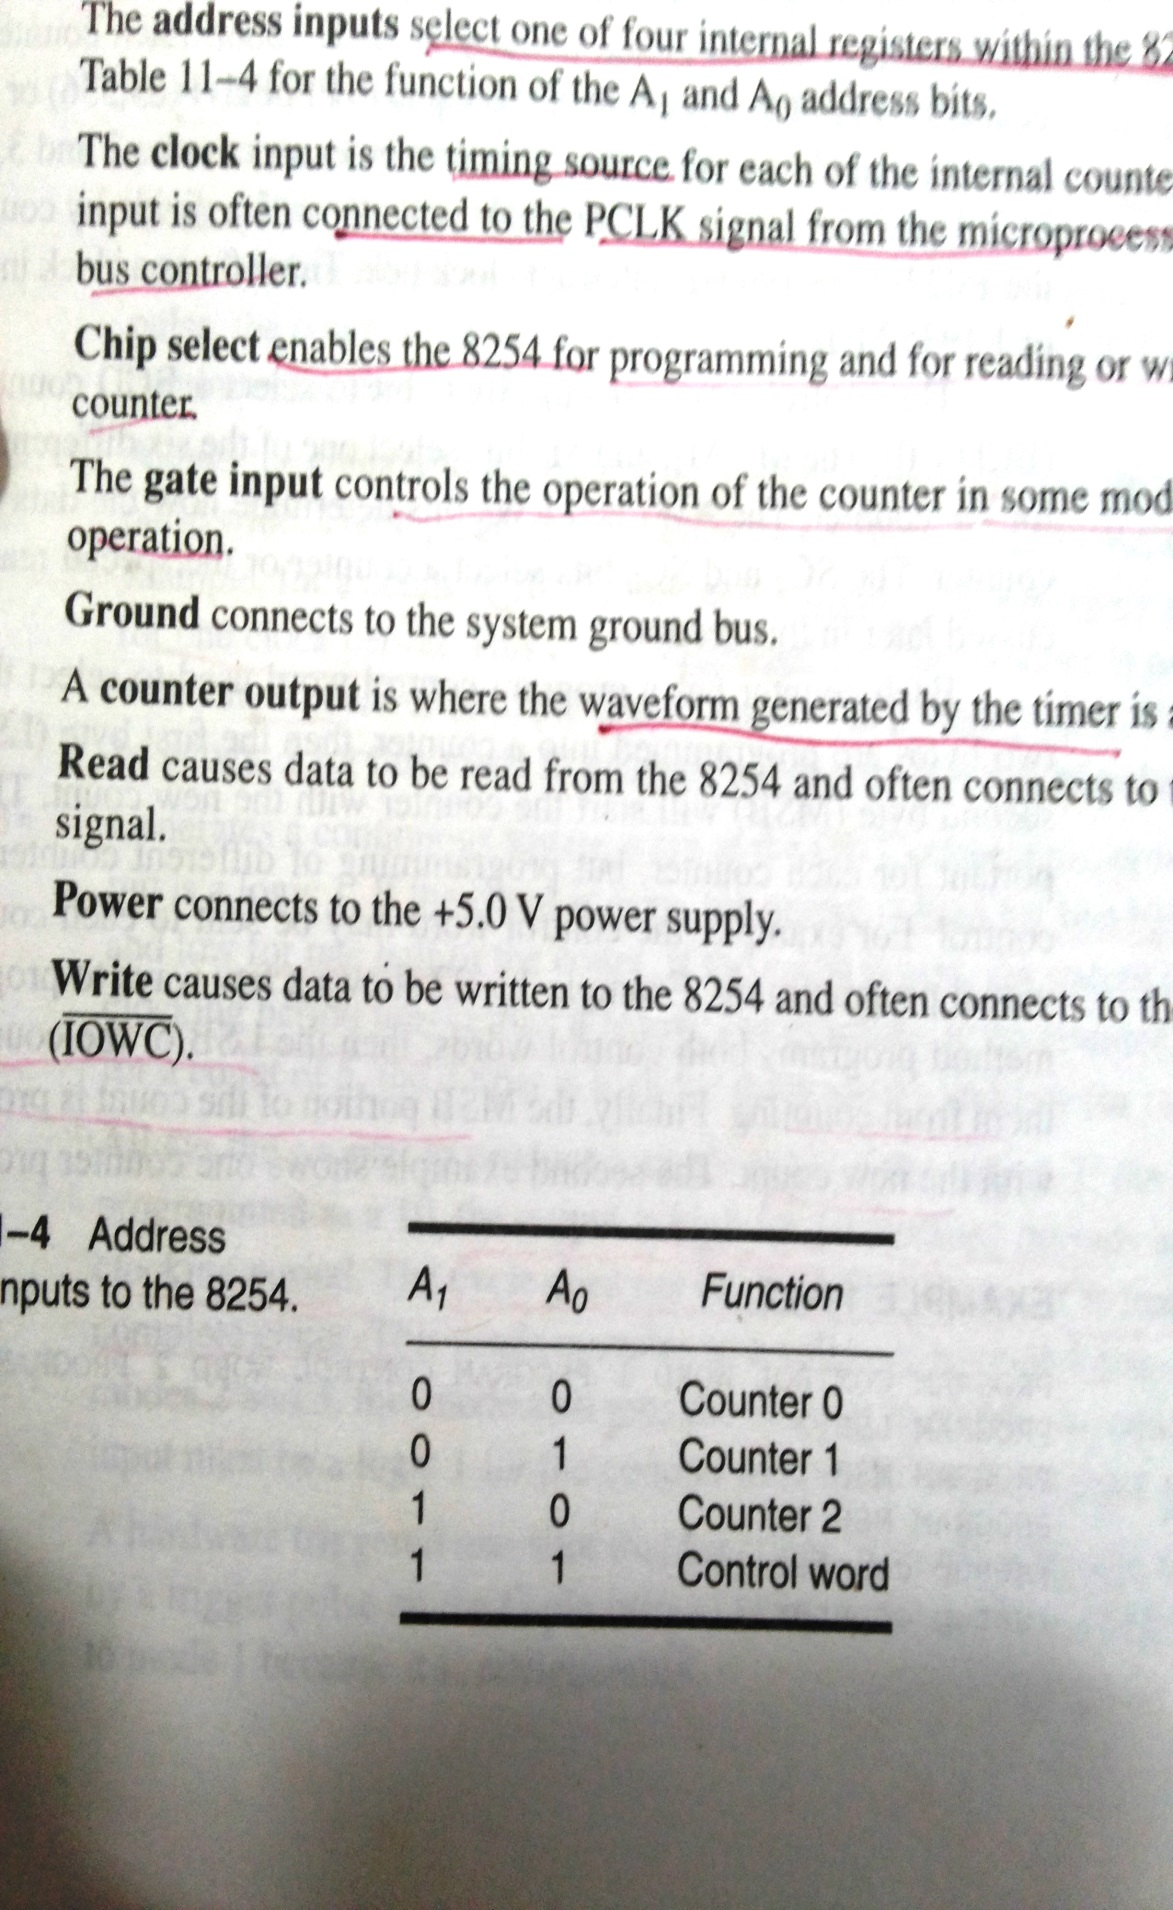 The address inputs select one of four internal registers within the 82
Table 11–4 for the function of the A₁ and A₀ address bits.
The clock input is the timing source for each of the internal counte
input is often connected to the PCLK signal from the microprocess
bus controller.
Chip select enables the 8254 for programming and for reading or w
counter.
The gate input controls the operation of the counter in some mod
operation.
Ground connects to the system ground bus.
A counter output is where the waveform generated by the timer is a
Read causes data to be read from the 8254 and often connects to
signal.
Power connects to the +5.0 V power supply.
Write causes data to be written to the 8254 and often connects to th
(I̅O̅W̅C̅).
–4 Address
nputs to the 8254.
A₁ A₀ Function
0 0 Counter 0
0 1 Counter 1
1 0 Counter 2
1 1 Control word